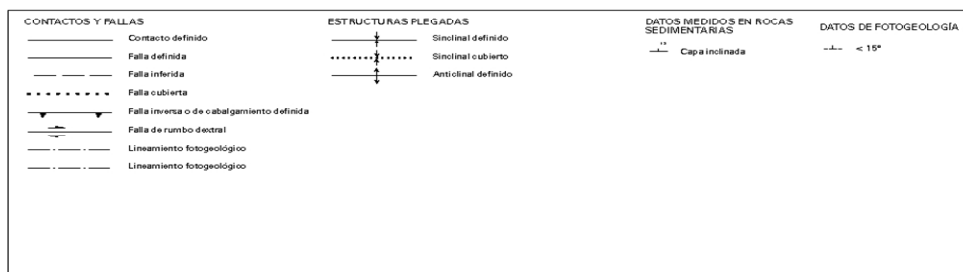 CONTACTOS Y FALLAS
Contacto definido
Falla definida
Falla inferida
Falla cubierta
Falla inversa o de cabalgamiento definida
Falla de rumbo dextral
Lineamiento fotogeológico
Lineamiento fotogeológico
ESTRUCTURAS PLEGADAS
Sinclinal definido
Sinclinal cubierto
Anticlinal definido
DATOS MEDIDOS EN ROCAS
SEDIMENTARIAS
Capa inclinada
DATOS DE FOTOGEOLOGÍA
< 15°